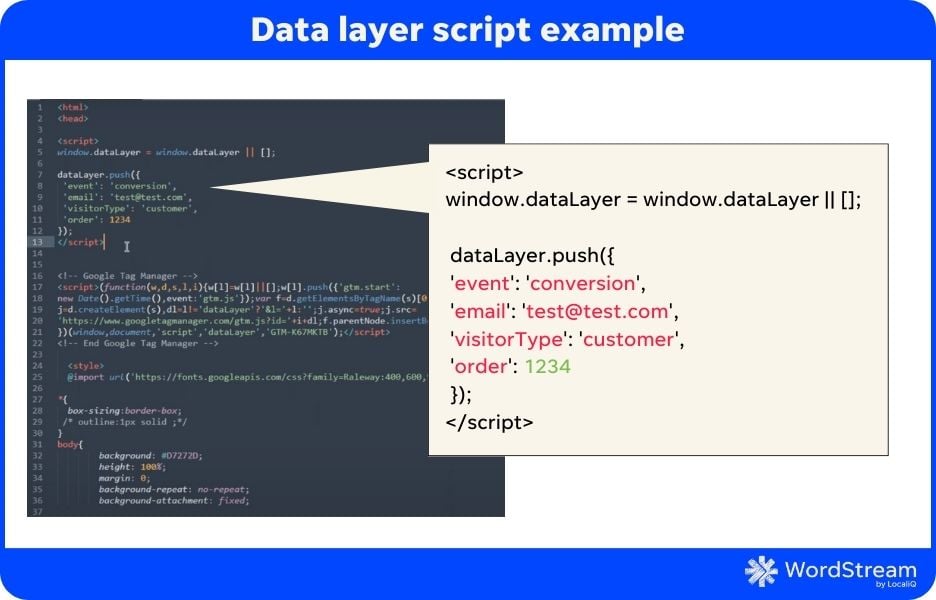 Data layer script example
1 <html>
2 <head>
3
4 <script>
5 window.dataLayer = window.dataLayer || [];
6
7 dataLayer.push({
8 'event': 'conversion',
9 'email': 'test@test.com',
10 'visitorType': 'customer',
11 'order': 1234
12 });
13 </script>
14
15
16 <!-- Google Tag Manager -->
17 <script>(function(w,d,s,l,i){w[l]=w[l]||[];w[l].push({'gtm.start':
18 new Date().getTime(),event:'gtm.js'});var f=d.getElementsByTagName(s)[0
19 j=d.createElement(s),dl=l!='dataLayer'?'&l='+l:'';j.async=true;j.src=
20 'https://www.googletagmanager.com/gtm.js?id='+i+dl;f.parentNode.insertB
21 })(window,document,'script','dataLayer','GTM-K67MKTB');</script>
22 <!-- End Google Tag Manager -->
23
24 <style>
25 @import url('https://fonts.googleapis.com/css?family=Raleway:400,600,
26
27 *{
28 box-sizing:border-box;
29 /* outline:1px solid ;*/
30 }
31 body{
32 background: #D7272D;
33 height: 100%;
34 margin: 0;
35 background-repeat: no-repeat;
36 background-attachment: fixed;
37
<script>
window.dataLayer = window.dataLayer || [];
dataLayer.push({
'event': 'conversion',
'email': 'test@test.com',
'visitorType': 'customer',
'order': 1234
});
</script>
WordStream
by LocaliQ